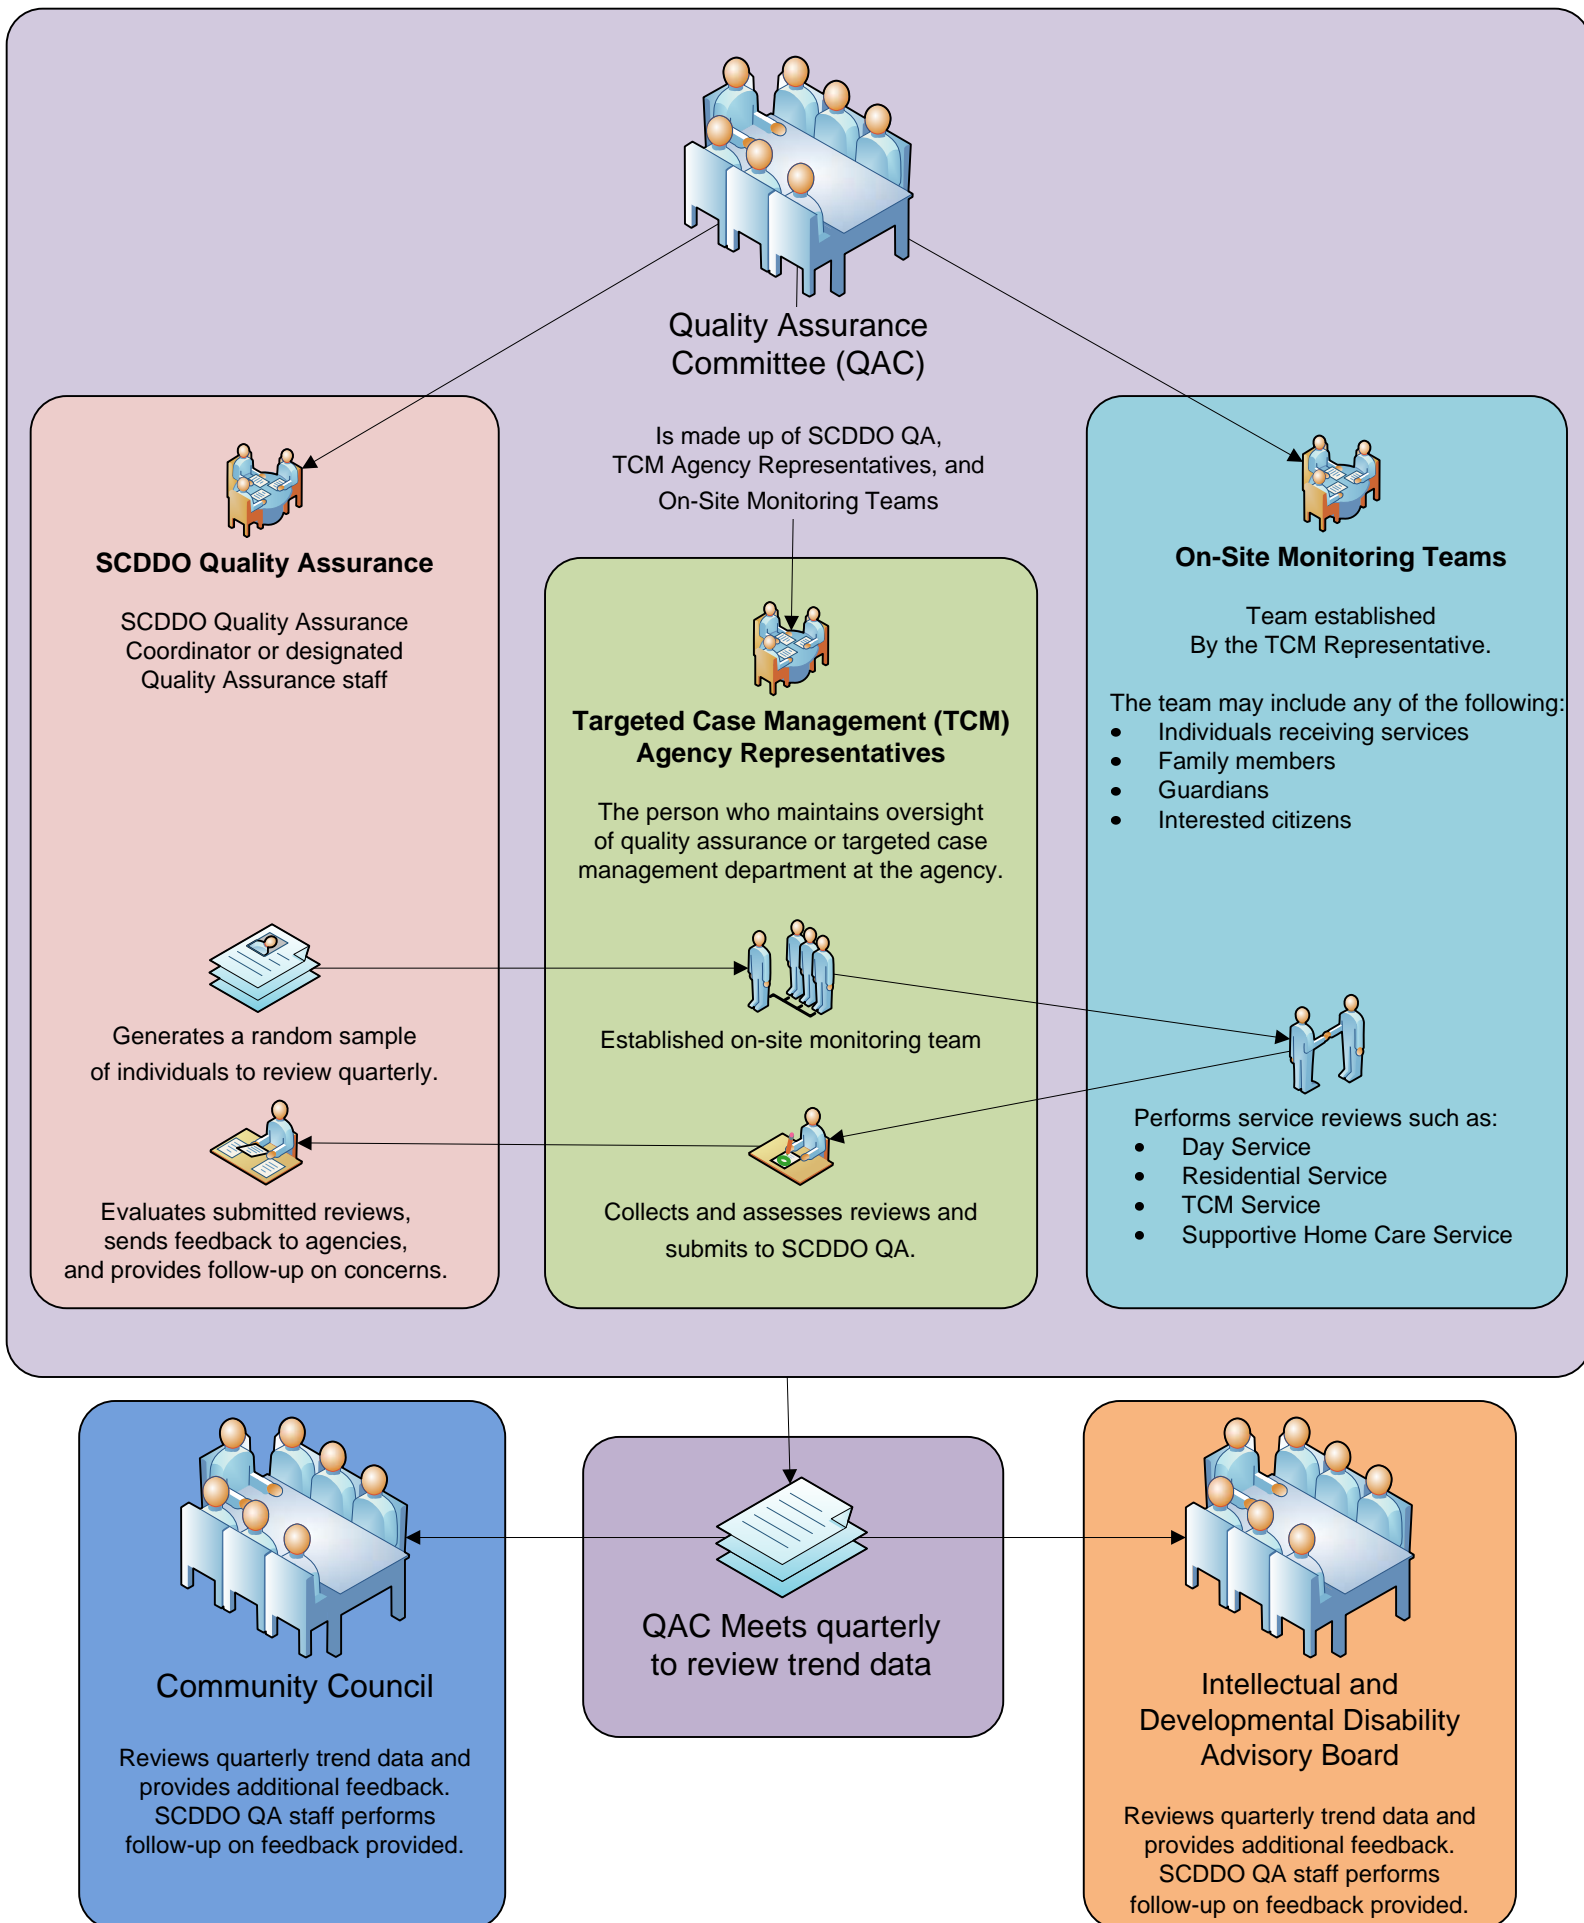 Quality Assurance
Committee (QAC)
Is made up of SCDDO QA,
TCM Agency Representatives, and
On-Site Monitoring Teams
SCDDO Quality Assurance
SCDDO Quality Assurance
Coordinator or designated
Quality Assurance staff
Generates a random sample
of individuals to review quarterly.
Evaluates submitted reviews,
sends feedback to agencies,
and provides follow-up on concerns.
Targeted Case Management (TCM)
Agency Representatives
The person who maintains oversight
of quality assurance or targeted case
management department at the agency.
Established on-site monitoring team
Collects and assesses reviews and
submits to SCDDO QA.
On-Site Monitoring Teams
Team established
By the TCM Representative.
The team may include any of the following:
• Individuals receiving services
• Family members
• Guardians
• Interested citizens
Performs service reviews such as:
• Day Service
• Residential Service
• TCM Service
• Supportive Home Care Service
Community Council
Reviews quarterly trend data and
provides additional feedback.
SCDDO QA staff performs
follow-up on feedback provided.
QAC Meets quarterly
to review trend data
Intellectual and
Developmental Disability
Advisory Board
Reviews quarterly trend data and
provides additional feedback.
SCDDO QA staff performs
follow-up on feedback provided.